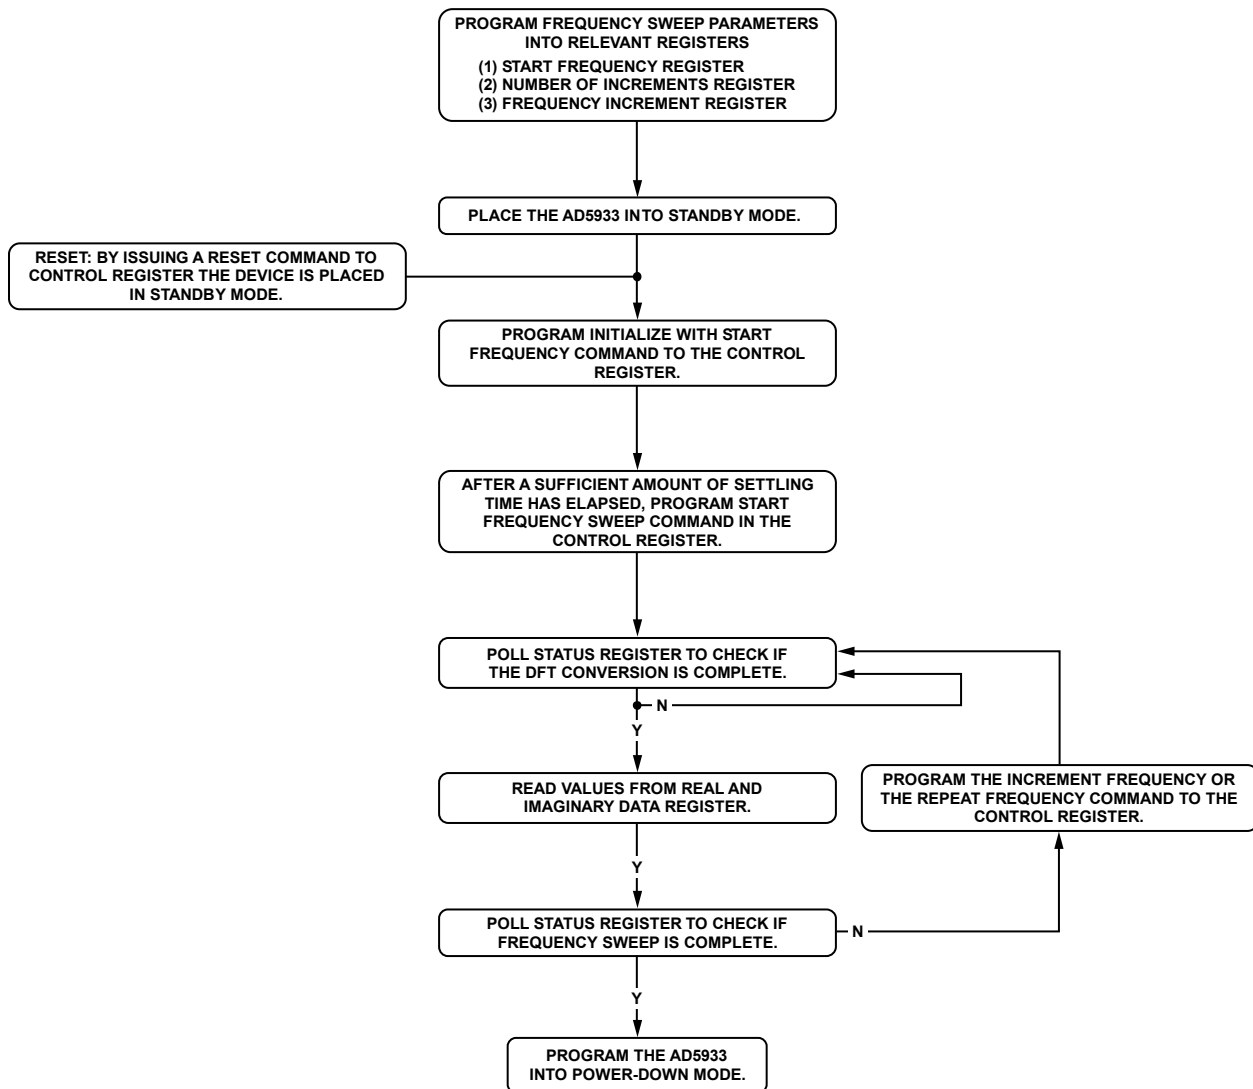 PROGRAM FREQUENCY SWEEP PARAMETERS
INTO RELEVANT REGISTERS
(1) START FREQUENCY REGISTER
(2) NUMBER OF INCREMENTS REGISTER
(3) FREQUENCY INCREMENT REGISTER
PLACE THE AD5933 INTO STANDBY MODE.
RESET: BY ISSUING A RESET COMMAND TO
CONTROL REGISTER THE DEVICE IS PLACED
IN STANDBY MODE.
PROGRAM INITIALIZE WITH START
FREQUENCY COMMAND TO THE CONTROL
REGISTER.
AFTER A SUFFICIENT AMOUNT OF SETTLING
TIME HAS ELAPSED, PROGRAM START
FREQUENCY SWEEP COMMAND IN THE
CONTROL REGISTER.
POLL STATUS REGISTER TO CHECK IF
THE DFT CONVERSION IS COMPLETE.
N
Y
READ VALUES FROM REAL AND
IMAGINARY DATA REGISTER.
PROGRAM THE INCREMENT FREQUENCY OR
THE REPEAT FREQUENCY COMMAND TO THE
CONTROL REGISTER.
Y
POLL STATUS REGISTER TO CHECK IF
FREQUENCY SWEEP IS COMPLETE.
N
Y
PROGRAM THE AD5933
INTO POWER-DOWN MODE.